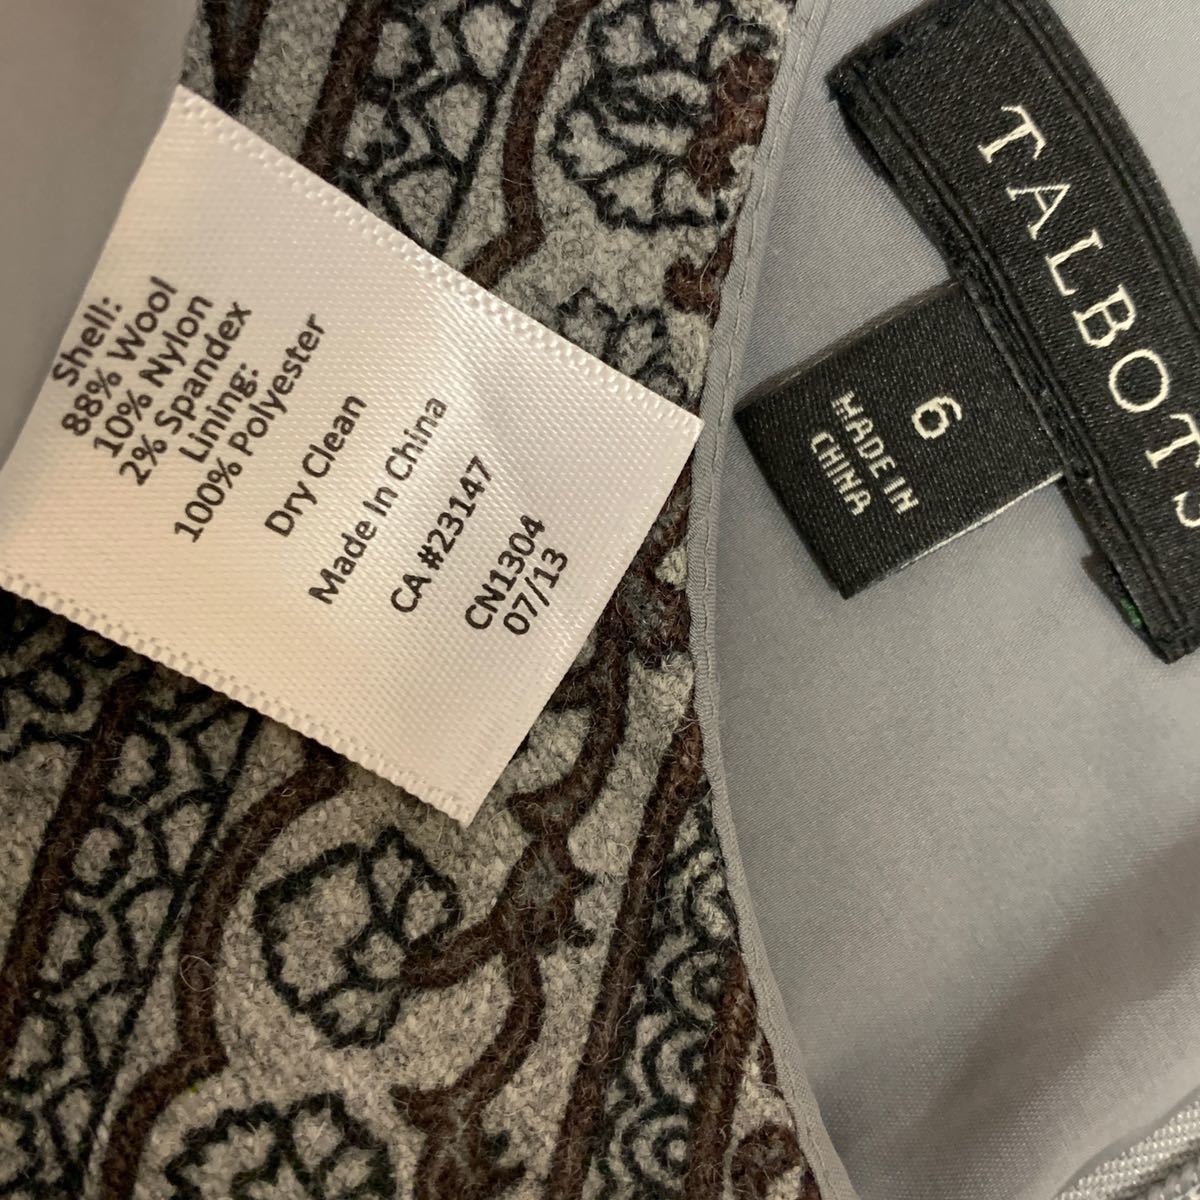 Shell:
88% Wool
10% Nylon
2% Spandex
Lining:
100% Polyester
Dry Clean
Made In China
CA #23147
CN1304
07/13
TALBOTS
6
MADE IN
CHINA